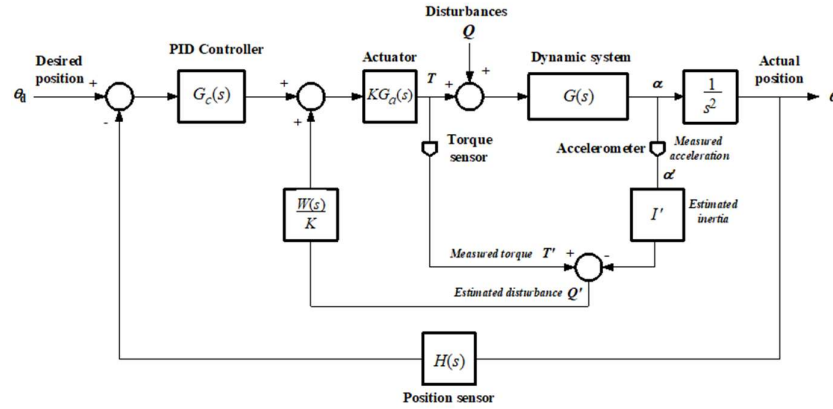 Disturbances
Q
Desired
position
PID Controller
Actuator
Dynamic system
Actual
position
θd
+
-
Gc(s)
+
+
KGa(s)
T
+
+
G(s)
α
1/s²
θ
Torque
sensor
Accelerometer
Measured
acceleration
α'
W(s)/K
I'
Estimated
inertia
Measured torque T'
+
-
Estimated disturbance Q'
H(s)
Position sensor